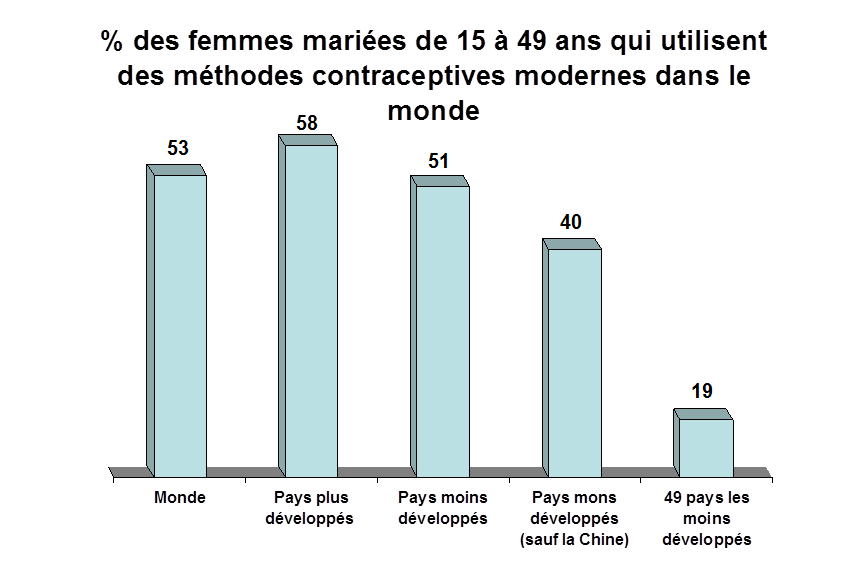 % des femmes mariées de 15 à 49 ans qui utilisent
des méthodes contraceptives modernes dans le
monde
53
58
51
40
19
Monde
Pays plus
développés
Pays moins
développés
Pays mons
développés
(sauf la Chine)
49 pays les
moins
développés